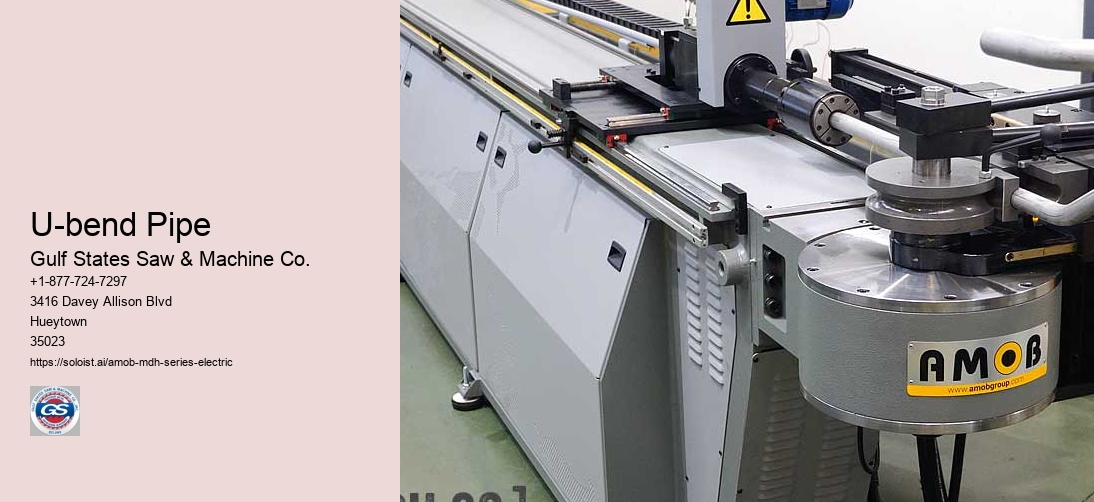 U-bend Pipe
Gulf States Saw & Machine Co.
+1-877-724-7297
3416 Davey Allison Blvd
Hueytown
35023
https://soloist.ai/amob-mdh-series-electric
GS
AMOB
www.amobgroup.com